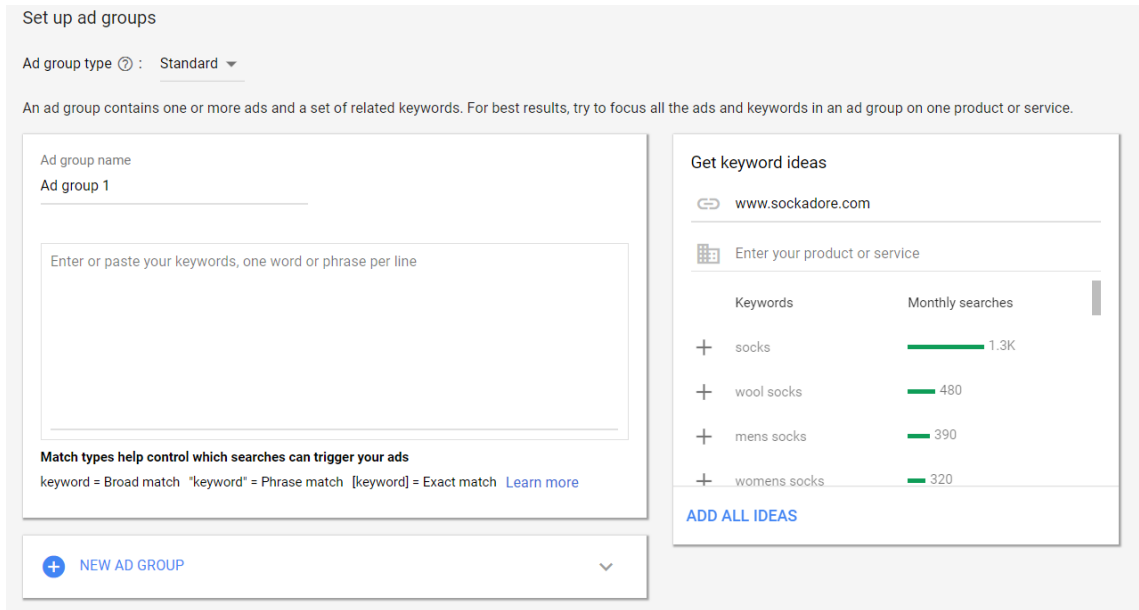 Set up ad groups
Ad group type ? : Standard
An ad group contains one or more ads and a set of related keywords. For best results, try to focus all the ads and keywords in an ad group on one product or service.
Ad group name
Ad group 1
Enter or paste your keywords, one word or phrase per line
Match types help control which searches can trigger your ads
keyword = Broad match "keyword" = Phrase match [keyword] = Exact match Learn more
NEW AD GROUP
Get keyword ideas
www.sockadore.com
Enter your product or service
Keywords Monthly searches
socks 1.3K
wool socks 480
mens socks 390
womens socks 320
ADD ALL IDEAS